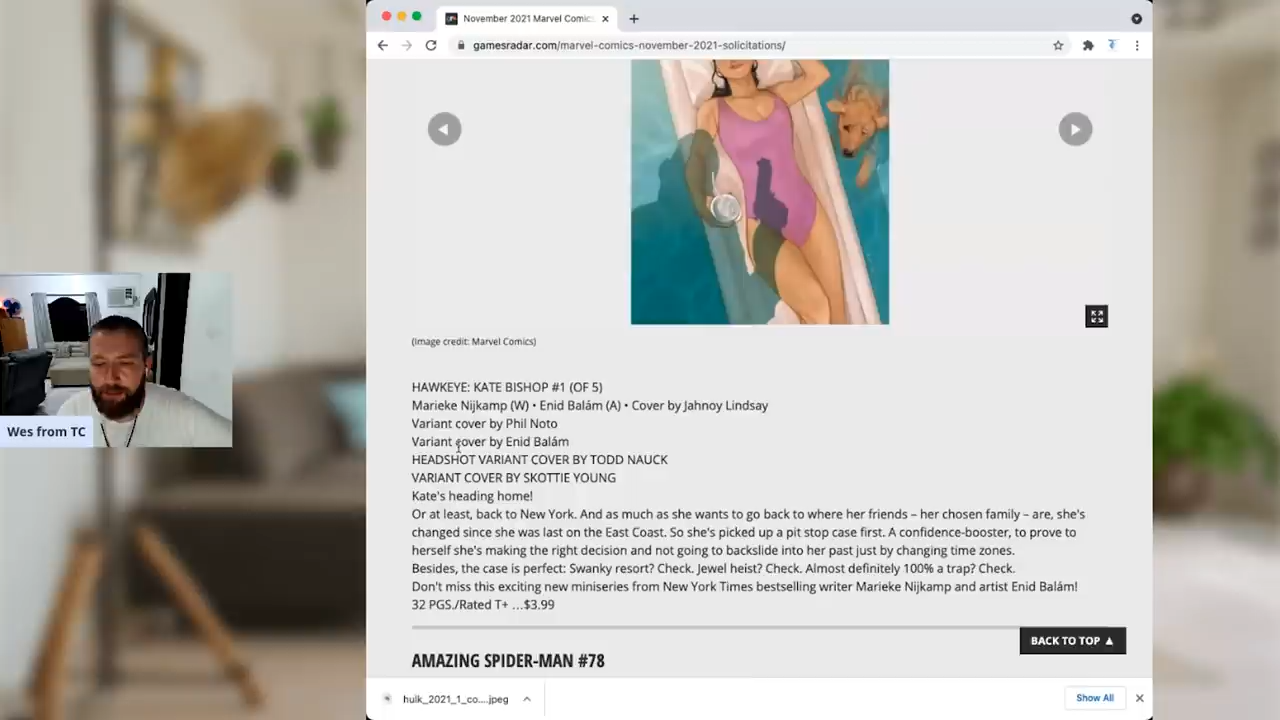 November 2021 Marvel Comic
gamesradar.com/marvel-comics-november-2021-solicitations/
(Image credit: Marvel Comics)
HAWKEYE: KATE BISHOP #1 (OF 5)
Marieke Nijkamp (W) • Enid Balám (A) • Cover by Jahnoy Lindsay
Variant cover by Phil Noto
Variant cover by Enid Balám
HEADSHOT VARIANT COVER BY TODD NAUCK
VARIANT COVER BY SKOTTIE YOUNG
Kate's heading home!
Or at least, back to New York. And as much as she wants to go back to where her friends – her chosen family – are, she's
changed since she was last on the East Coast. So she's picked up a pit stop case first. A confidence-booster, to prove to
herself she's making the right decision and not going to backslide into her past just by changing time zones.
Besides, the case is perfect: Swanky resort? Check. Jewel heist? Check. Almost definitely 100% a trap? Check.
Don't miss this exciting new miniseries from New York Times bestselling writer Marieke Nijkamp and artist Enid Balám!
32 PGS./Rated T+ …$3.99
BACK TO TOP ▲
AMAZING SPIDER-MAN #78
hulk_2021_1_co....jpeg
Show All
Wes from TC